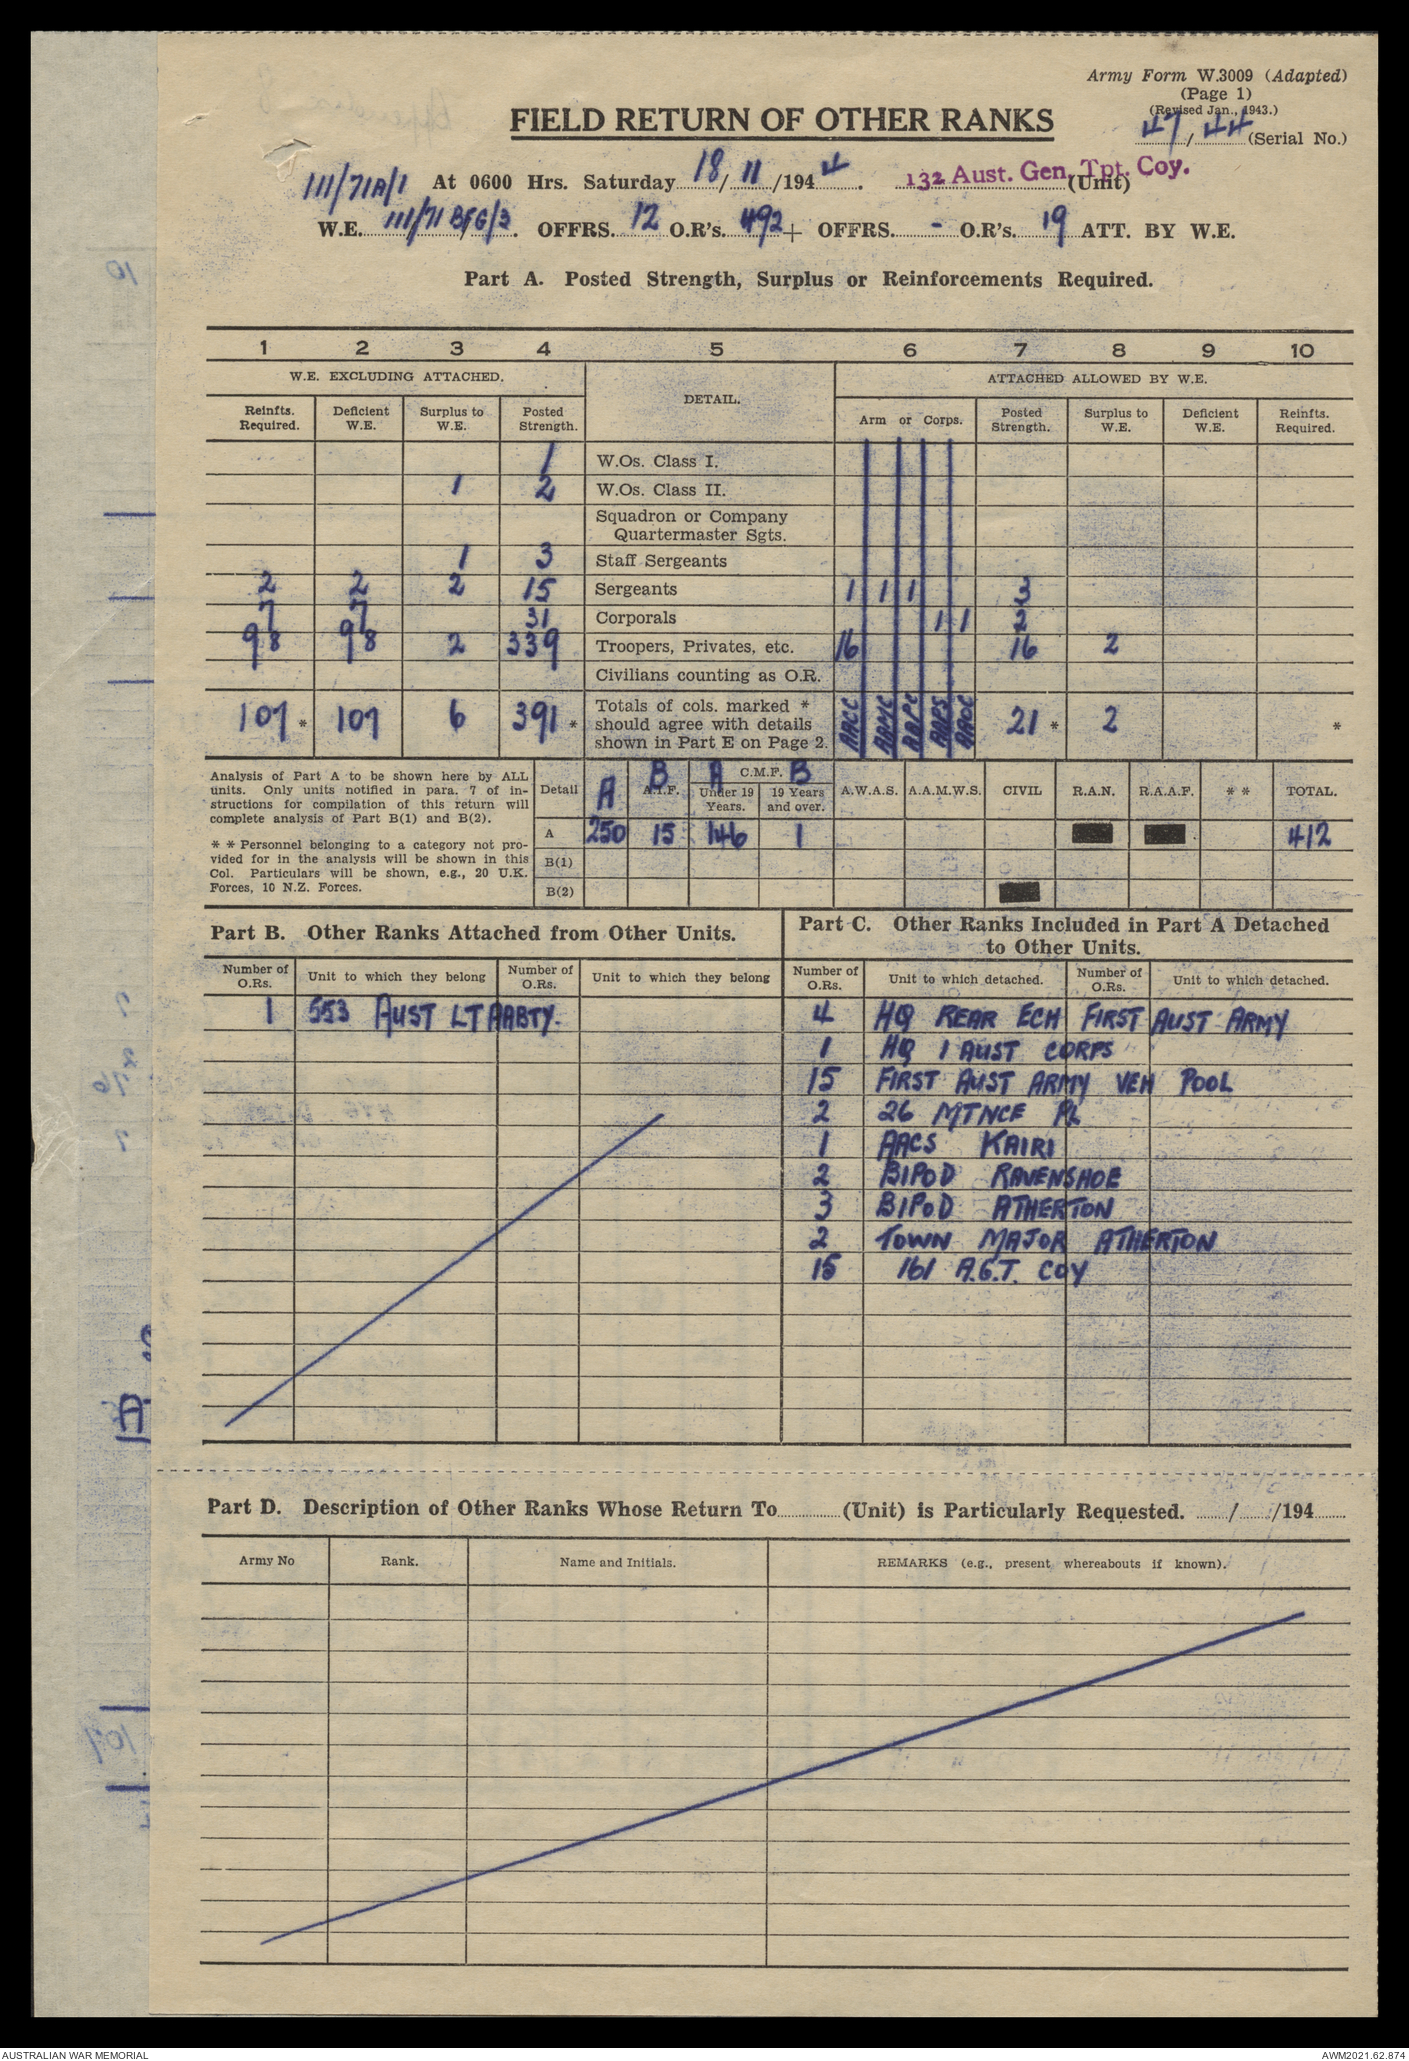 Army Form W.3009 (Adapted)
(Page 1)
(Revised Jan., 1943.)
47/44 (Serial No.)
FIELD RETURN OF OTHER RANKS
111/71A/1 At 0600 Hrs. Saturday 18/11/1944. 132 Aust. Gen. Tpt. Coy. (Unit)
W.E. 111/71 BFG/3. OFFRS. 12 O.R's. 492 + OFFRS. - O.R's. 19 ATT. BY W.E.
Part A. Posted Strength, Surplus or Reinforcements Required.
1 2 3 4 5 6 7 8 9 10
W.E. EXCLUDING ATTACHED. DETAIL. ATTACHED ALLOWED BY W.E.
Reinfts. Required. Deficient W.E. Surplus to W.E. Posted Strength. Arm or Corps. Posted Strength. Surplus to W.E. Deficient W.E. Reinfts. Required.
1 W.Os. Class I.
1 2 W.Os. Class II.
Squadron or Company
Quartermaster Sgts.
1 3 Staff Sergeants
2 2 2 15 Sergeants 1 1 1 3
7 7 31 Corporals 1 1 2
98 98 2 339 Troopers, Privates, etc. 16 16 2
Civilians counting as O.R.
107 * 107 6 391 * Totals of cols. marked * should agree with details shown in Part E on Page 2. AACC AAMC AAPC AAPS AAOC 21 * 2 *
Analysis of Part A to be shown here by ALL
units. Only units notified in para. 7 of in-
structions for compilation of this return will
complete analysis of Part B(1) and B(2).
* * Personnel belonging to a category not pro-
vided for in the analysis will be shown in this
Col. Particulars will be shown, e.g., 20 U.K.
Forces, 10 N.Z. Forces.
Detail A B A.I.F. A C.M.F. B Under 19 Years. 19 Years and over. A.W.A.S. A.A.M.W.S. CIVIL R.A.N. R.A.A.F. * * TOTAL.
A 250 15 146 1 412
B(1)
B(2)
Part B. Other Ranks Attached from Other Units.
Number of O.Rs. Unit to which they belong Number of O.Rs. Unit to which they belong
1 553 AUST LT AABTY.
Part C. Other Ranks Included in Part A Detached
to Other Units.
Number of O.Rs. Unit to which detached. Number of O.Rs. Unit to which detached.
4 HQ REAR ECH FIRST AUST ARMY
1 HQ 1 AUST CORPS
15 FIRST AUST ARMY VEH POOL
2 26 MTNCE PL
1 AACS KAIRI
2 BIPOD RAVENSHOE
3 BIPOD ATHERTON
2 TOWN MAJOR ATHERTON
15 161 A.G.T. COY
Part D. Description of Other Ranks Whose Return To (Unit) is Particularly Requested. / /194
Army No Rank. Name and Initials. REMARKS (e.g., present whereabouts if known).
AUSTRALIAN WAR MEMORIAL
AWM2021.62.874